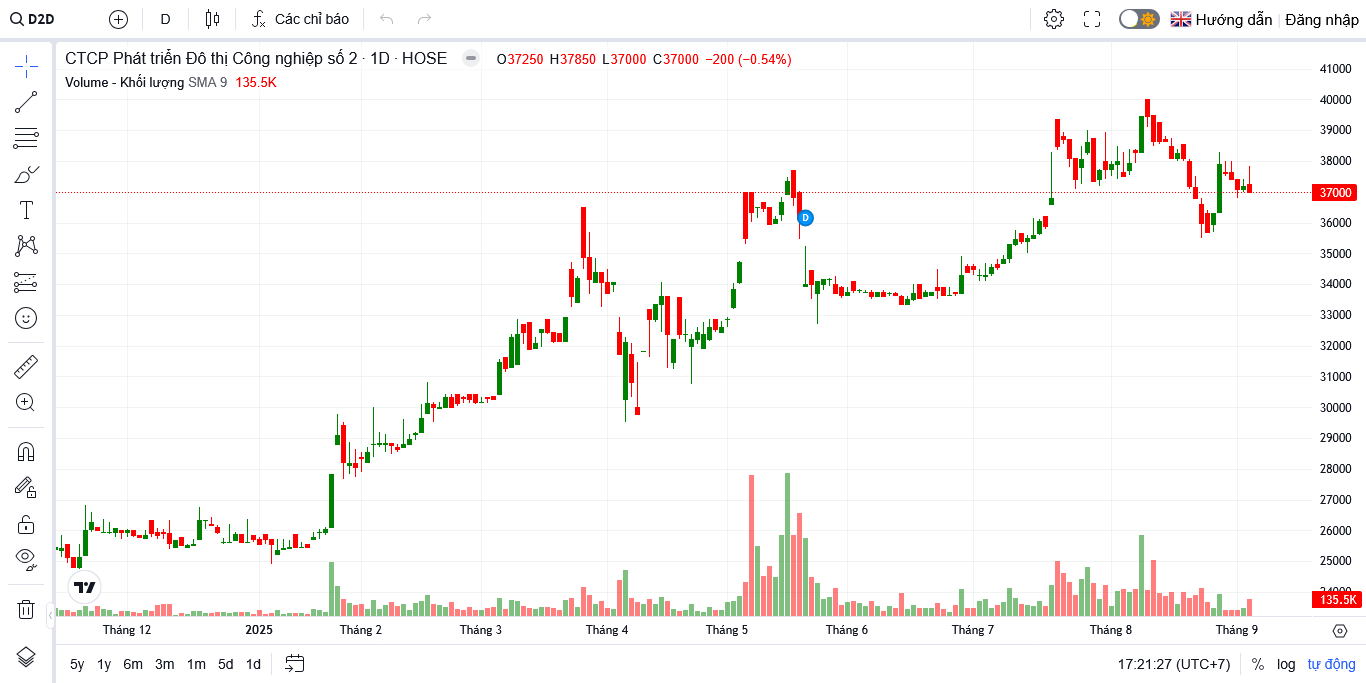 D2D D Các chỉ báo Hướng dẫn Đăng nhập
CTCP Phát triển Đô thị Công nghiệp số 2 · 1D · HOSE O37250 H37850 L37000 C37000 −200 (−0.54%)
Volume - Khối lượng SMA 9 135.5K
41000
40000
39000
38000
37000
36000
35000
34000
33000
32000
31000
30000
29000
28000
27000
26000
25000
24000
135.5K
D
Tháng 12 2025 Tháng 2 Tháng 3 Tháng 4 Tháng 5 Tháng 6 Tháng 7 Tháng 8 Tháng 9
5y 1y 6m 3m 1m 5d 1d 17:21:27 (UTC+7) % log tự động